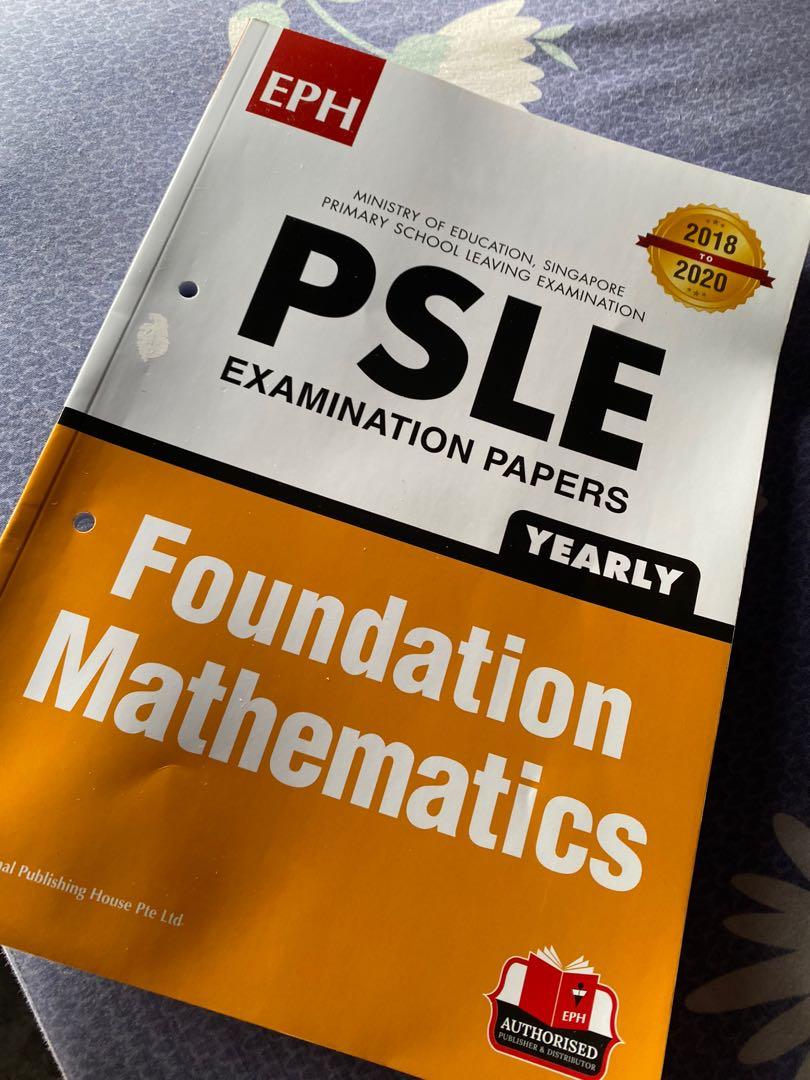 EPH
MINISTRY OF EDUCATION, SINGAPORE
PRIMARY SCHOOL LEAVING EXAMINATION
2018
TO
2020
PSLE
EXAMINATION PAPERS
YEARLY
Foundation
Mathematics
Publishing House Pte Ltd
EPH
AUTHORISED
PUBLISHER & DISTRIBUTOR